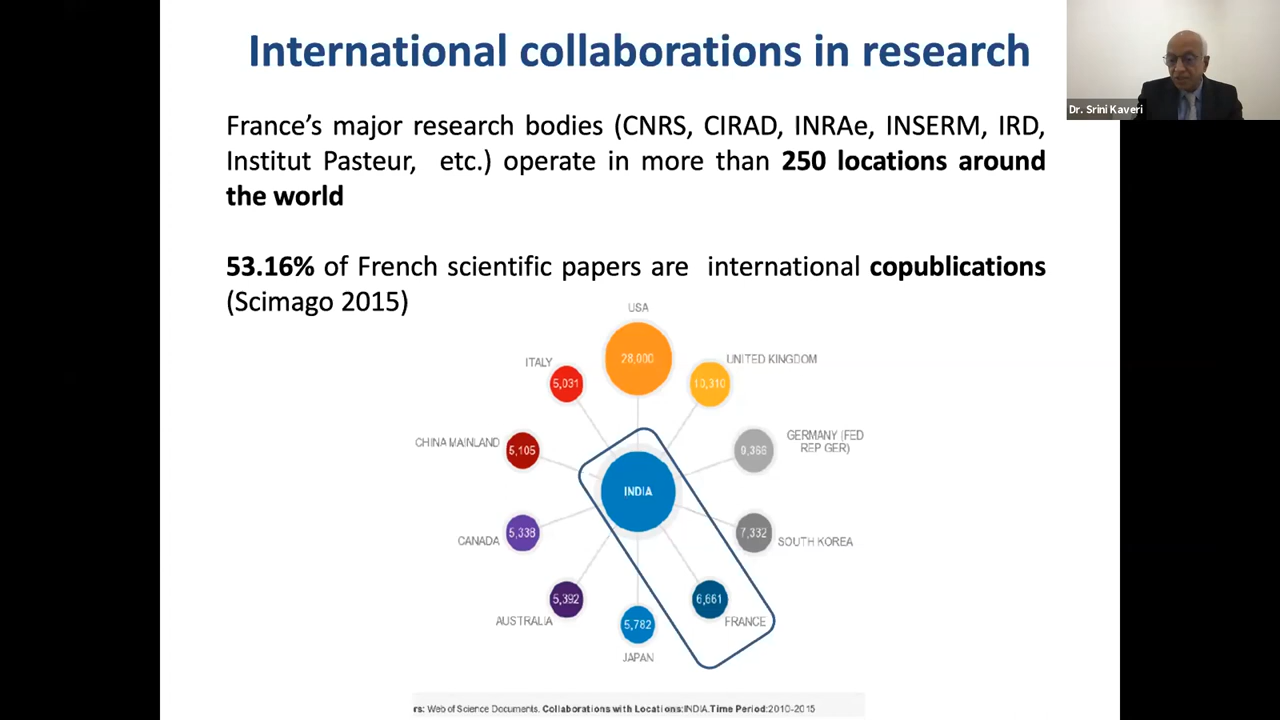 International collaborations in research
Dr. Srini Kaveri
France’s major research bodies (CNRS, CIRAD, INRAe, INSERM, IRD,
Institut Pasteur, etc.) operate in more than 250 locations around
the world
53.16% of French scientific papers are international copublications
(Scimago 2015)
USA
28,000
ITALY
5,031
UNITED KINGDOM
10,310
CHINA MAINLAND
5,105
GERMANY (FED
REP GER)
9,366
INDIA
CANADA
5,338
7,332
SOUTH KOREA
AUSTRALIA
5,392
6,661
FRANCE
5,782
JAPAN
rs: Web of Science Documents. Collaborations with Locations:INDIA.Time Period:2010-2015